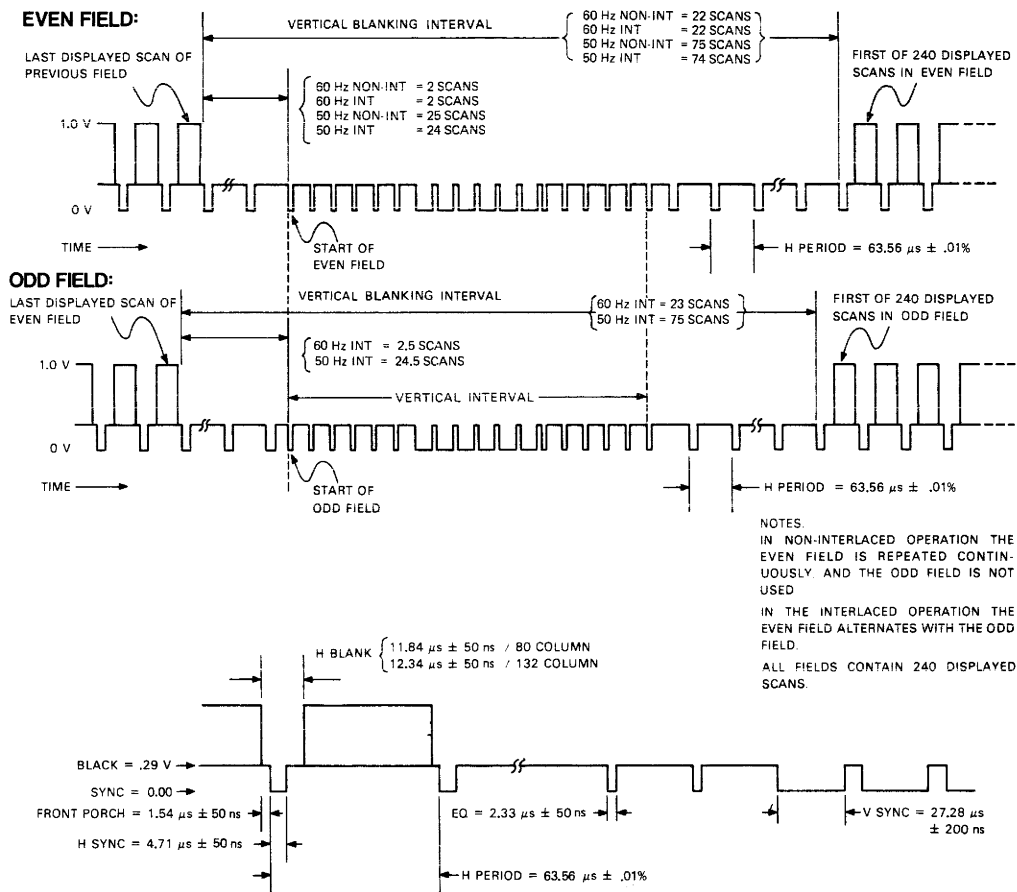 EVEN FIELD:
LAST DISPLAYED SCAN OF
PREVIOUS FIELD
VERTICAL BLANKING INTERVAL
60 Hz NON-INT = 22 SCANS
60 Hz INT = 22 SCANS
50 Hz NON-INT = 75 SCANS
50 Hz INT = 74 SCANS
FIRST OF 240 DISPLAYED
SCANS IN EVEN FIELD
60 Hz NON-INT = 2 SCANS
60 Hz INT = 2 SCANS
50 Hz NON-INT = 25 SCANS
50 Hz INT = 24 SCANS
1.0 V
0 V
TIME
START OF
EVEN FIELD
H PERIOD = 63.56 μs ± .01%
ODD FIELD:
LAST DISPLAYED SCAN OF
EVEN FIELD
VERTICAL BLANKING INTERVAL
60 Hz INT = 23 SCANS
50 Hz INT = 75 SCANS
FIRST OF 240 DISPLAYED
SCANS IN ODD FIELD
60 Hz INT = 2.5 SCANS
50 Hz INT = 24.5 SCANS
1.0 V
VERTICAL INTERVAL
0 V
TIME
START OF
ODD FIELD
H PERIOD = 63.56 μs ± .01%
NOTES.
IN NON-INTERLACED OPERATION THE
EVEN FIELD IS REPEATED CONTIN-
UOUSLY. AND THE ODD FIELD IS NOT
USED
IN THE INTERLACED OPERATION THE
EVEN FIELD ALTERNATES WITH THE ODD
FIELD.
ALL FIELDS CONTAIN 240 DISPLAYED
SCANS.
H BLANK
11.84 μs ± 50 ns / 80 COLUMN
12.34 μs ± 50 ns / 132 COLUMN
BLACK = .29 V
SYNC = 0.00
FRONT PORCH = 1.54 μs ± 50 ns
EQ = 2.33 μs ± 50 ns
V SYNC = 27.28 μs
± 200 ns
H SYNC = 4.71 μs ± 50 ns
H PERIOD = 63.56 μs ± .01%